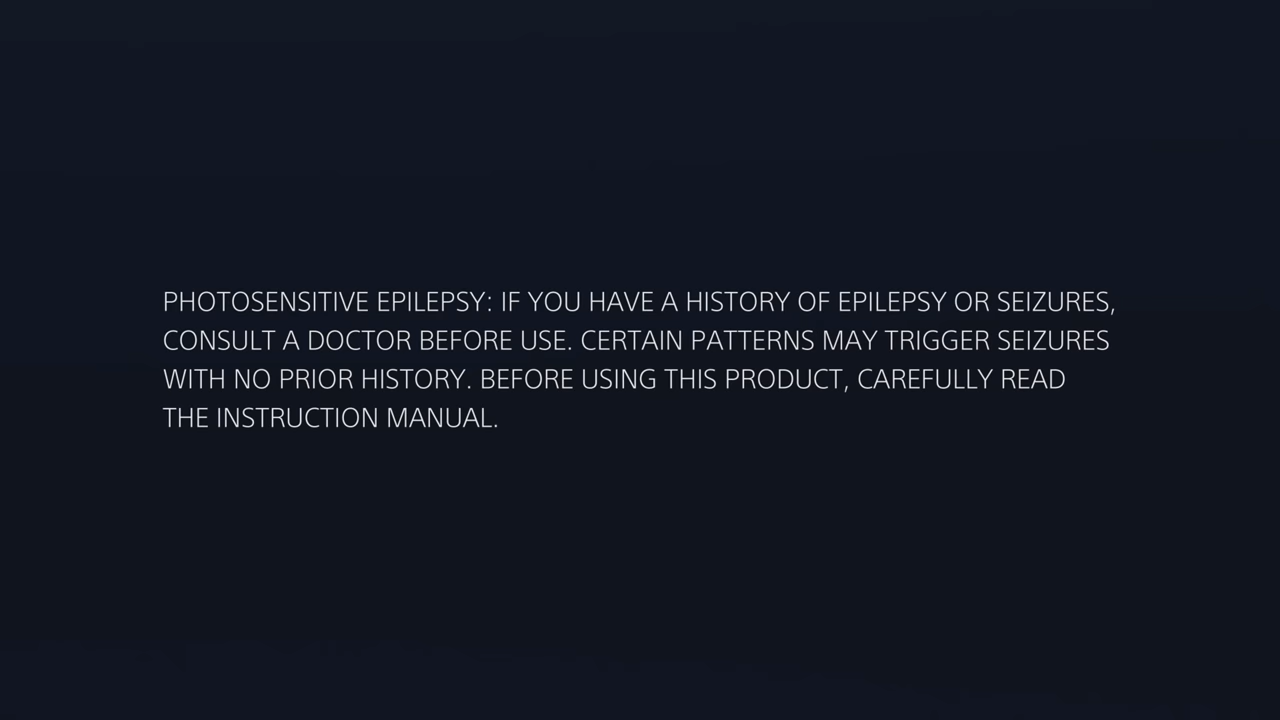 PHOTOSENSITIVE EPILEPSY: IF YOU HAVE A HISTORY OF EPILEPSY OR SEIZURES,
CONSULT A DOCTOR BEFORE USE. CERTAIN PATTERNS MAY TRIGGER SEIZURES
WITH NO PRIOR HISTORY. BEFORE USING THIS PRODUCT, CAREFULLY READ
THE INSTRUCTION MANUAL.